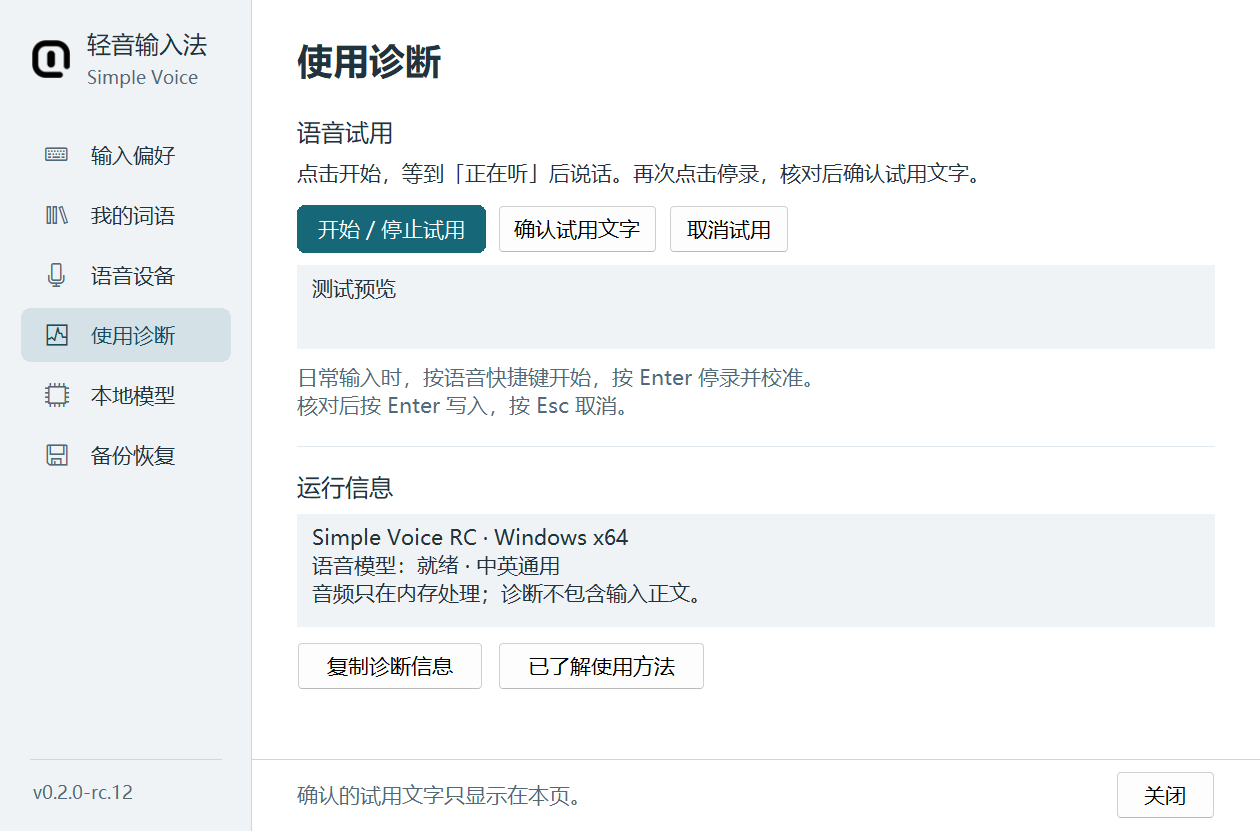 轻音输入法
Simple Voice
输入偏好
我的词语
语音设备
使用诊断
本地模型
备份恢复
v0.2.0-rc.12
使用诊断
语音试用
点击开始，等到「正在听」后说话。再次点击停录，核对后确认试用文字。
开始 / 停止试用 确认试用文字 取消试用
测试预览
日常输入时，按语音快捷键开始，按 Enter 停录并校准。
核对后按 Enter 写入，按 Esc 取消。
运行信息
Simple Voice RC · Windows x64
语音模型：就绪 · 中英通用
音频只在内存处理；诊断不包含输入正文。
复制诊断信息 已了解使用方法
确认的试用文字只显示在本页。
关闭